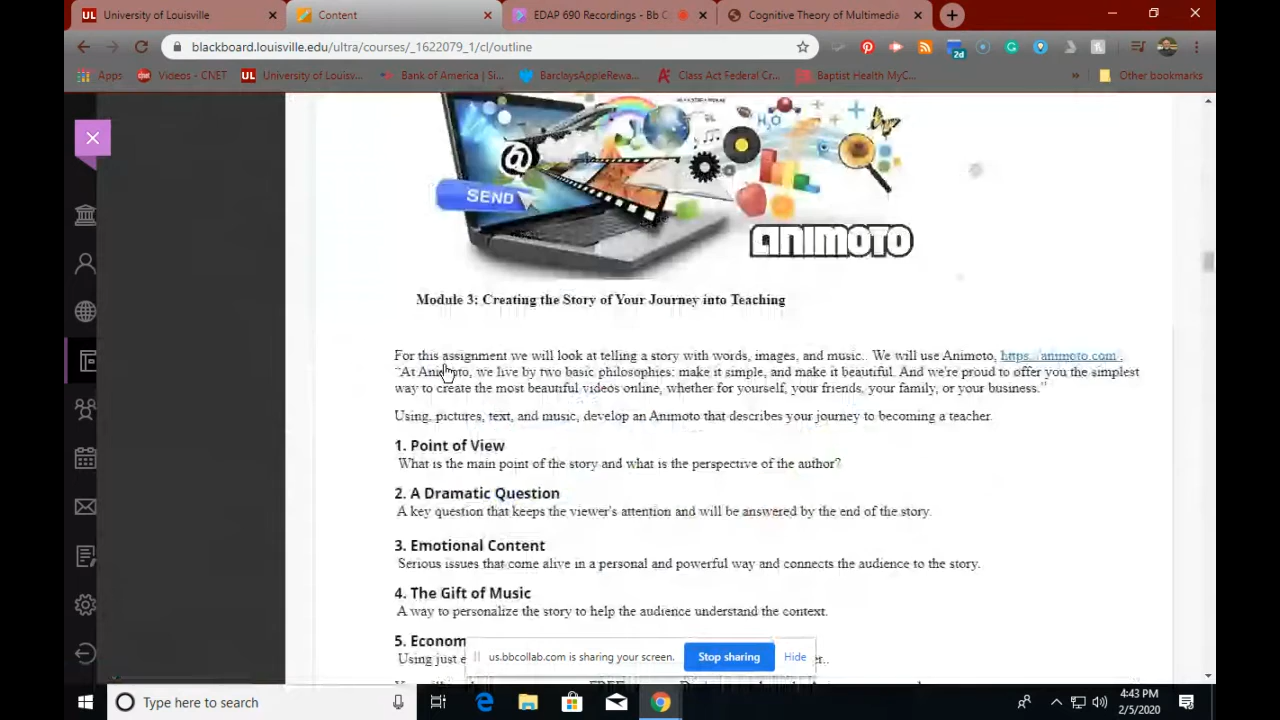 University of Louisville
Content
EDAP 690 Recordings - Bb C
Cognitive Theory of Multimedia
blackboard.louisville.edu/ultra/courses/_1622079_1/cl/outline
2d
Apps
Videos - CNET
University of Louisv...
Bank of America | Si...
BarclaysAppleRewa...
Class Act Federal Cr...
Baptist Health MyC...
»
Other bookmarks
H₂O
@
SEND
ANIMOTO
Module 3: Creating the Story of Your Journey into Teaching
For this assignment we will look at telling a story with words, images, and music.. We will use Animoto, https://animoto.com .
"At Animoto, we live by two basic philosophies: make it simple, and make it beautiful. And we're proud to offer you the simplest
way to create the most beautiful videos online, whether for yourself, your friends, your family, or your business."
Using, pictures, text, and music, develop an Animoto that describes your journey to becoming a teacher.
1. Point of View
What is the main point of the story and what is the perspective of the author?
2. A Dramatic Question
A key question that keeps the viewer's attention and will be answered by the end of the story.
3. Emotional Content
Serious issues that come alive in a personal and powerful way and connects the audience to the story.
4. The Gift of Music
A way to personalize the story to help the audience understand the context.
5. Econom
Using just e
us.bbcollab.com is sharing your screen.
Stop sharing
Hide
FREE
Type here to search
4:43 PM
2/5/2020